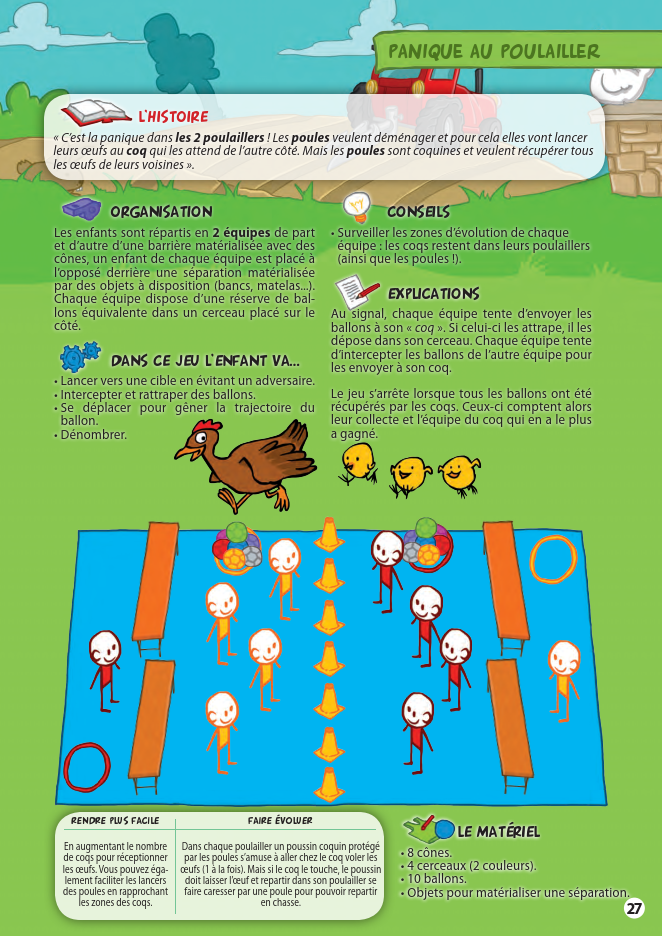 PANIQUE AU POULAILLER
L'HISTOIRE
« C'est la panique dans les 2 poulaillers ! Les poules veulent déménager et pour cela elles vont lancer
leurs œufs au coq qui les attend de l'autre côté. Mais les poules sont coquines et veulent récupérer tous
les œufs de leurs voisines ».
ORGANISATION
Les enfants sont répartis en 2 équipes de part
et d'autre d'une barrière matérialisée avec des
cônes, un enfant de chaque équipe est placé à
l'opposé derrière une séparation matérialisée
par des objets à disposition (bancs, matelas...).
Chaque équipe dispose d'une réserve de bal-
lons équivalente dans un cerceau placé sur le
côté.
DANS CE JEU L'ENFANT VA...
• Lancer vers une cible en évitant un adversaire.
• Intercepter et rattraper des ballons.
• Se déplacer pour gêner la trajectoire du
ballon.
• Dénombrer.
CONSEILS
• Surveiller les zones d'évolution de chaque
équipe : les coqs restent dans leurs poulaillers
(ainsi que les poules !).
EXPLICATIONS
Au signal, chaque équipe tente d'envoyer les
ballons à son « coq ». Si celui-ci les attrape, il les
dépose dans son cerceau. Chaque équipe tente
d'intercepter les ballons de l'autre équipe pour
les envoyer à son coq.
Le jeu s'arrête lorsque tous les ballons ont été
récupérés par les coqs. Ceux-ci comptent alors
leur collecte et l'équipe du coq qui en a le plus
a gagné.
RENDRE PLUS FACILE
En augmentant le nombre
de coqs pour réceptionner
les œufs. Vous pouvez éga-
lement faciliter les lancers
des poules en rapprochant
les zones des coqs.
FAIRE ÉVOLUER
Dans chaque poulailler un poussin coquin protégé
par les poules s'amuse à aller chez le coq voler les
œufs (1 à la fois). Mais si le coq le touche, le poussin
doit laisser l'œuf et repartir dans son poulailler se
faire caresser par une poule pour pouvoir repartir
en chasse.
LE MATÉRIEL
• 8 cônes.
• 4 cerceaux (2 couleurs).
• 10 ballons.
• Objets pour matérialiser une séparation.
27